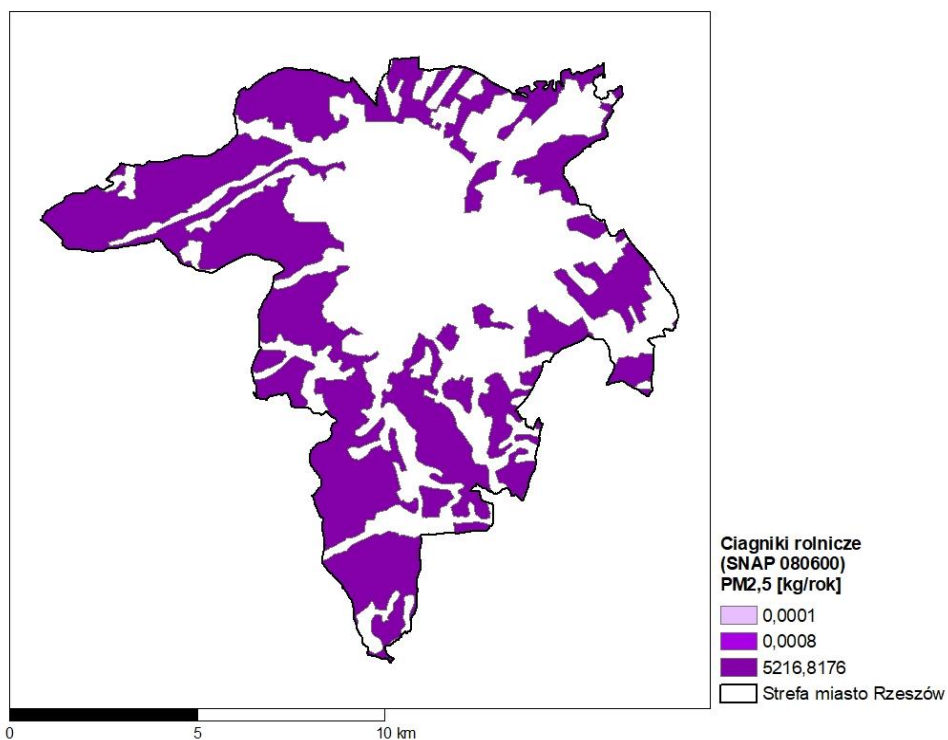 Ciagniki rolnicze
(SNAP 080600)
PM2,5 [kg/rok]
0,0001
0,0008
5216,8176
Strefa miasto Rzeszów
0 5 10 km